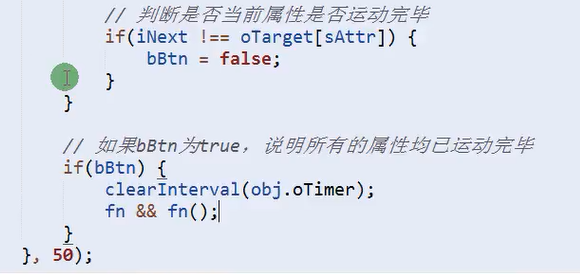 // 判断是否当前属性是否运动完毕
if(iNext !== oTarget[sAttr]) {
bBtn = false;
}
}
// 如果bBtn为true，说明所有的属性均已运动完毕
if(bBtn) {
clearInterval(obj.oTimer);
fn && fn();
}
}, 50);